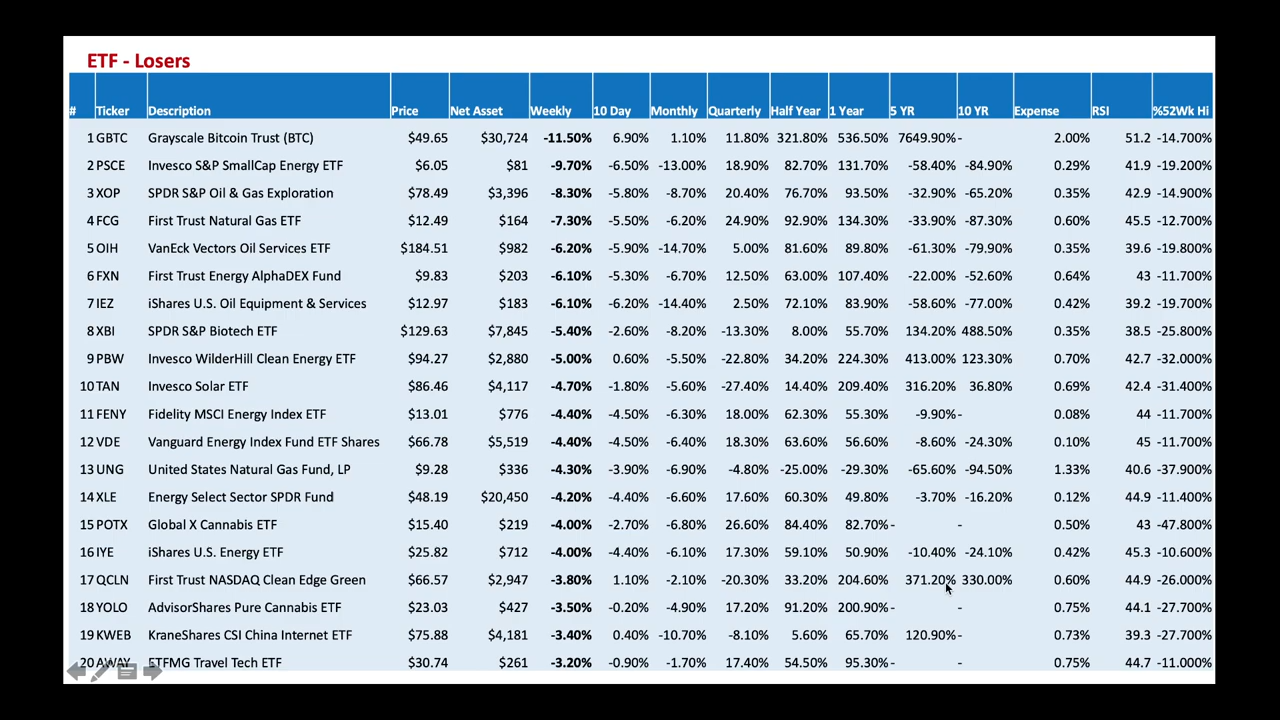 ETF - Losers
# Ticker Description Price Net Asset Weekly 10 Day Monthly Quarterly Half Year 1 Year 5 YR 10 YR Expense RSI %52Wk Hi
1 GBTC Grayscale Bitcoin Trust (BTC) $49.65 $30,724 -11.50% 6.90% 1.10% 11.80% 321.80% 536.50% 7649.90% - 2.00% 51.2 -14.700%
2 PSCE Invesco S&P SmallCap Energy ETF $6.05 $81 -9.70% -6.50% -13.00% 18.90% 82.70% 131.70% -58.40% -84.90% 0.29% 41.9 -19.200%
3 XOP SPDR S&P Oil & Gas Exploration $78.49 $3,396 -8.30% -5.80% -8.70% 20.40% 76.70% 93.50% -32.90% -65.20% 0.35% 42.9 -14.900%
4 FCG First Trust Natural Gas ETF $12.49 $164 -7.30% -5.50% -6.20% 24.90% 92.90% 134.30% -33.90% -87.30% 0.60% 45.5 -12.700%
5 OIH VanEck Vectors Oil Services ETF $184.51 $982 -6.20% -5.90% -14.70% 5.00% 81.60% 89.80% -61.30% -79.90% 0.35% 39.6 -19.800%
6 FXN First Trust Energy AlphaDEX Fund $9.83 $203 -6.10% -5.30% -6.70% 12.50% 63.00% 107.40% -22.00% -52.60% 0.64% 43 -11.700%
7 IEZ iShares U.S. Oil Equipment & Services $12.97 $183 -6.10% -6.20% -14.40% 2.50% 72.10% 83.90% -58.60% -77.00% 0.42% 39.2 -19.700%
8 XBI SPDR S&P Biotech ETF $129.63 $7,845 -5.40% -2.60% -8.20% -13.30% 8.00% 55.70% 134.20% 488.50% 0.35% 38.5 -25.800%
9 PBW Invesco WilderHill Clean Energy ETF $94.27 $2,880 -5.00% 0.60% -5.50% -22.80% 34.20% 224.30% 413.00% 123.30% 0.70% 42.7 -32.000%
10 TAN Invesco Solar ETF $86.46 $4,117 -4.70% -1.80% -5.60% -27.40% 14.40% 209.40% 316.20% 36.80% 0.69% 42.4 -31.400%
11 FENY Fidelity MSCI Energy Index ETF $13.01 $776 -4.40% -4.50% -6.30% 18.00% 62.30% 55.30% -9.90% - 0.08% 44 -11.700%
12 VDE Vanguard Energy Index Fund ETF Shares $66.78 $5,519 -4.40% -4.50% -6.40% 18.30% 63.60% 56.60% -8.60% -24.30% 0.10% 45 -11.700%
13 UNG United States Natural Gas Fund, LP $9.28 $336 -4.30% -3.90% -6.90% -4.80% -25.00% -29.30% -65.60% -94.50% 1.33% 40.6 -37.900%
14 XLE Energy Select Sector SPDR Fund $48.19 $20,450 -4.20% -4.40% -6.60% 17.60% 60.30% 49.80% -3.70% -16.20% 0.12% 44.9 -11.400%
15 POTX Global X Cannabis ETF $15.40 $219 -4.00% -2.70% -6.80% 26.60% 84.40% 82.70% - - 0.50% 43 -47.800%
16 IYE iShares U.S. Energy ETF $25.82 $712 -4.00% -4.40% -6.10% 17.30% 59.10% 50.90% -10.40% -24.10% 0.42% 45.3 -10.600%
17 QCLN First Trust NASDAQ Clean Edge Green $66.57 $2,947 -3.80% 1.10% -2.10% -20.30% 33.20% 204.60% 371.20% 330.00% 0.60% 44.9 -26.000%
18 YOLO AdvisorShares Pure Cannabis ETF $23.03 $427 -3.50% -0.20% -4.90% 17.20% 91.20% 200.90% - - 0.75% 44.1 -27.700%
19 KWEB KraneShares CSI China Internet ETF $75.88 $4,181 -3.40% 0.40% -10.70% -8.10% 5.60% 65.70% 120.90% - 0.73% 39.3 -27.700%
20 AWAY ETFMG Travel Tech ETF $30.74 $261 -3.20% -0.90% -1.70% 17.40% 54.50% 95.30% - - 0.75% 44.7 -11.000%